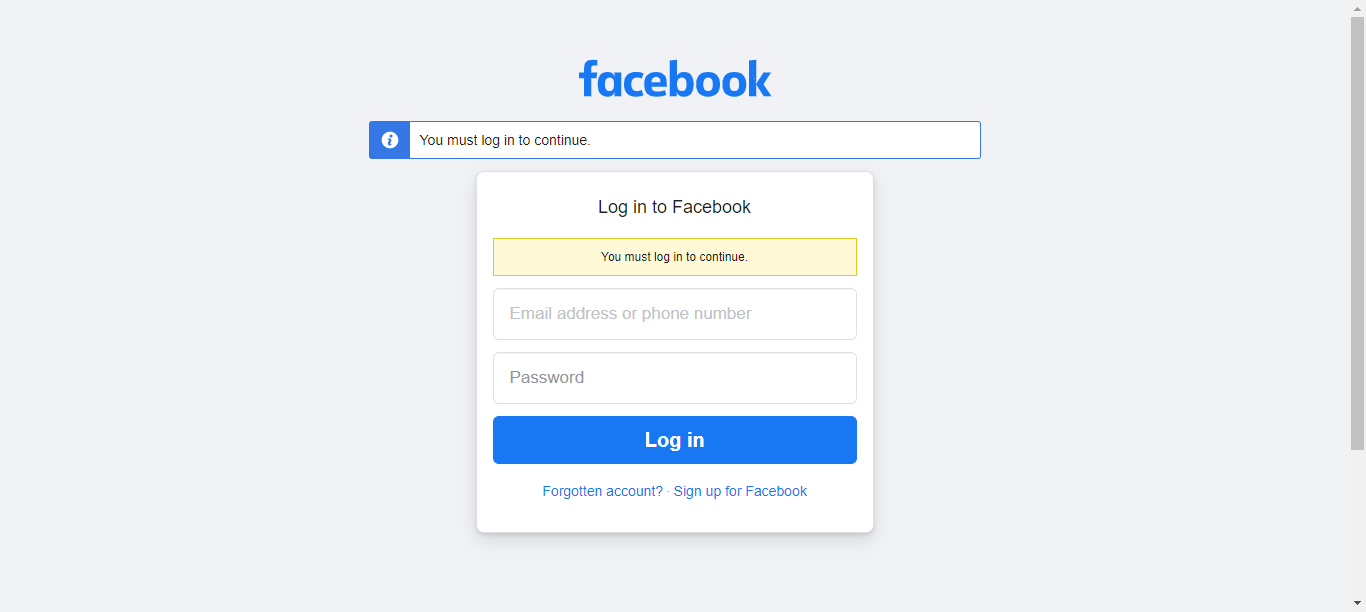 facebook
You must log in to continue.
Log in to Facebook
You must log in to continue.
Email address or phone number
Password
Log in
Forgotten account? · Sign up for Facebook